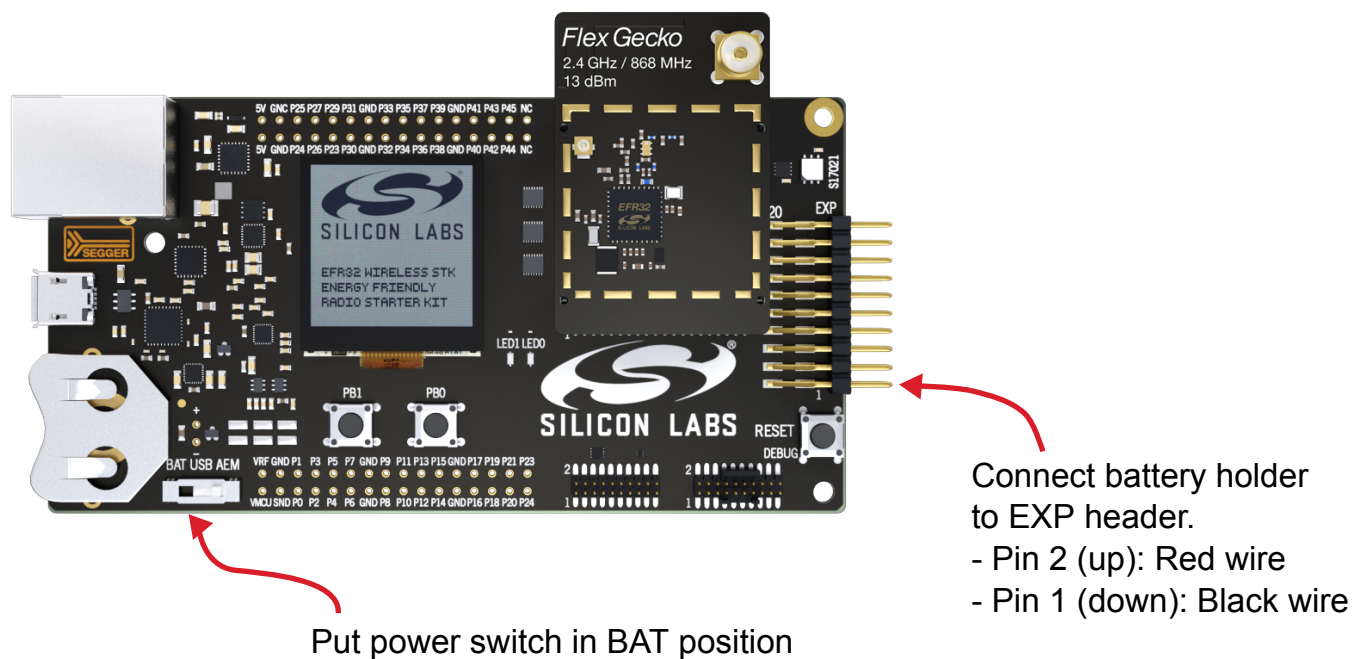 Flex Gecko
2.4 GHz / 868 MHz
13 dBm
5V GNC P25 P27 P29 P31 GND P33 P35 P37 P39 GND P41 P43 P45 NC
5V GND P24 P26 P23 P30 GND P32 P34 P36 P38 GND P40 P42 P44 NC
SI7021
EFR32
SILICON LABS
20 EXP
SEGGER
SILICON LABS
EFR32 WIRELESS STK
ENERGY FRIENDLY
RADIO STARTER KIT
1
LED1 LED0
®
SILICON LABS
1
PB1 PB0
RESET
DEBUG
+
-
BAT USB AEM
VRF GND P1 P3 P5 P7 GND P9 P11 P13 P15 GND P17 P19 P21 P23
VMCU SND P0 P2 P4 P6 GND P8 P10 P12 P14 GND P16 P18 P20 P24
2
1
2
1
Connect battery holder
to EXP header.
- Pin 2 (up): Red wire
- Pin 1 (down): Black wire
Put power switch in BAT position